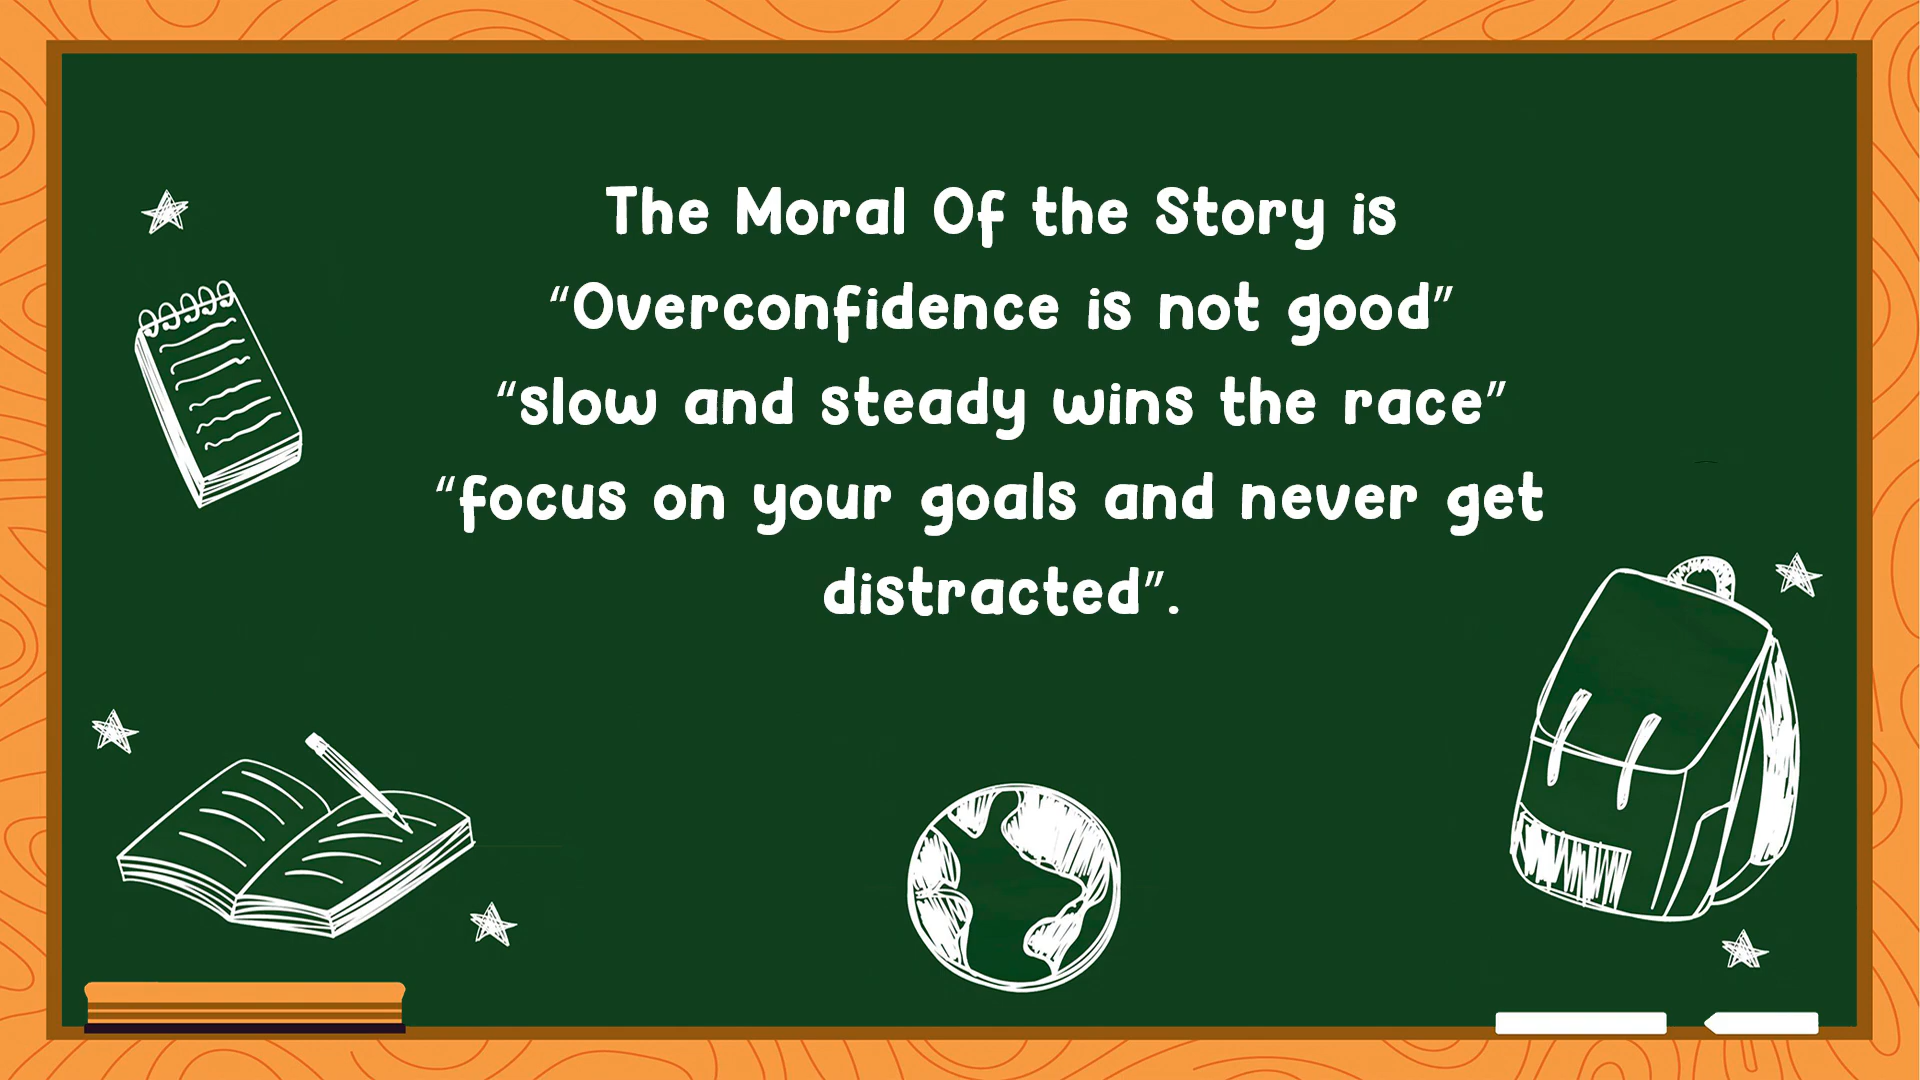 The Moral Of the Story is
“Overconfidence is not good”
“slow and steady wins the race”
“focus on your goals and never get
distracted”.